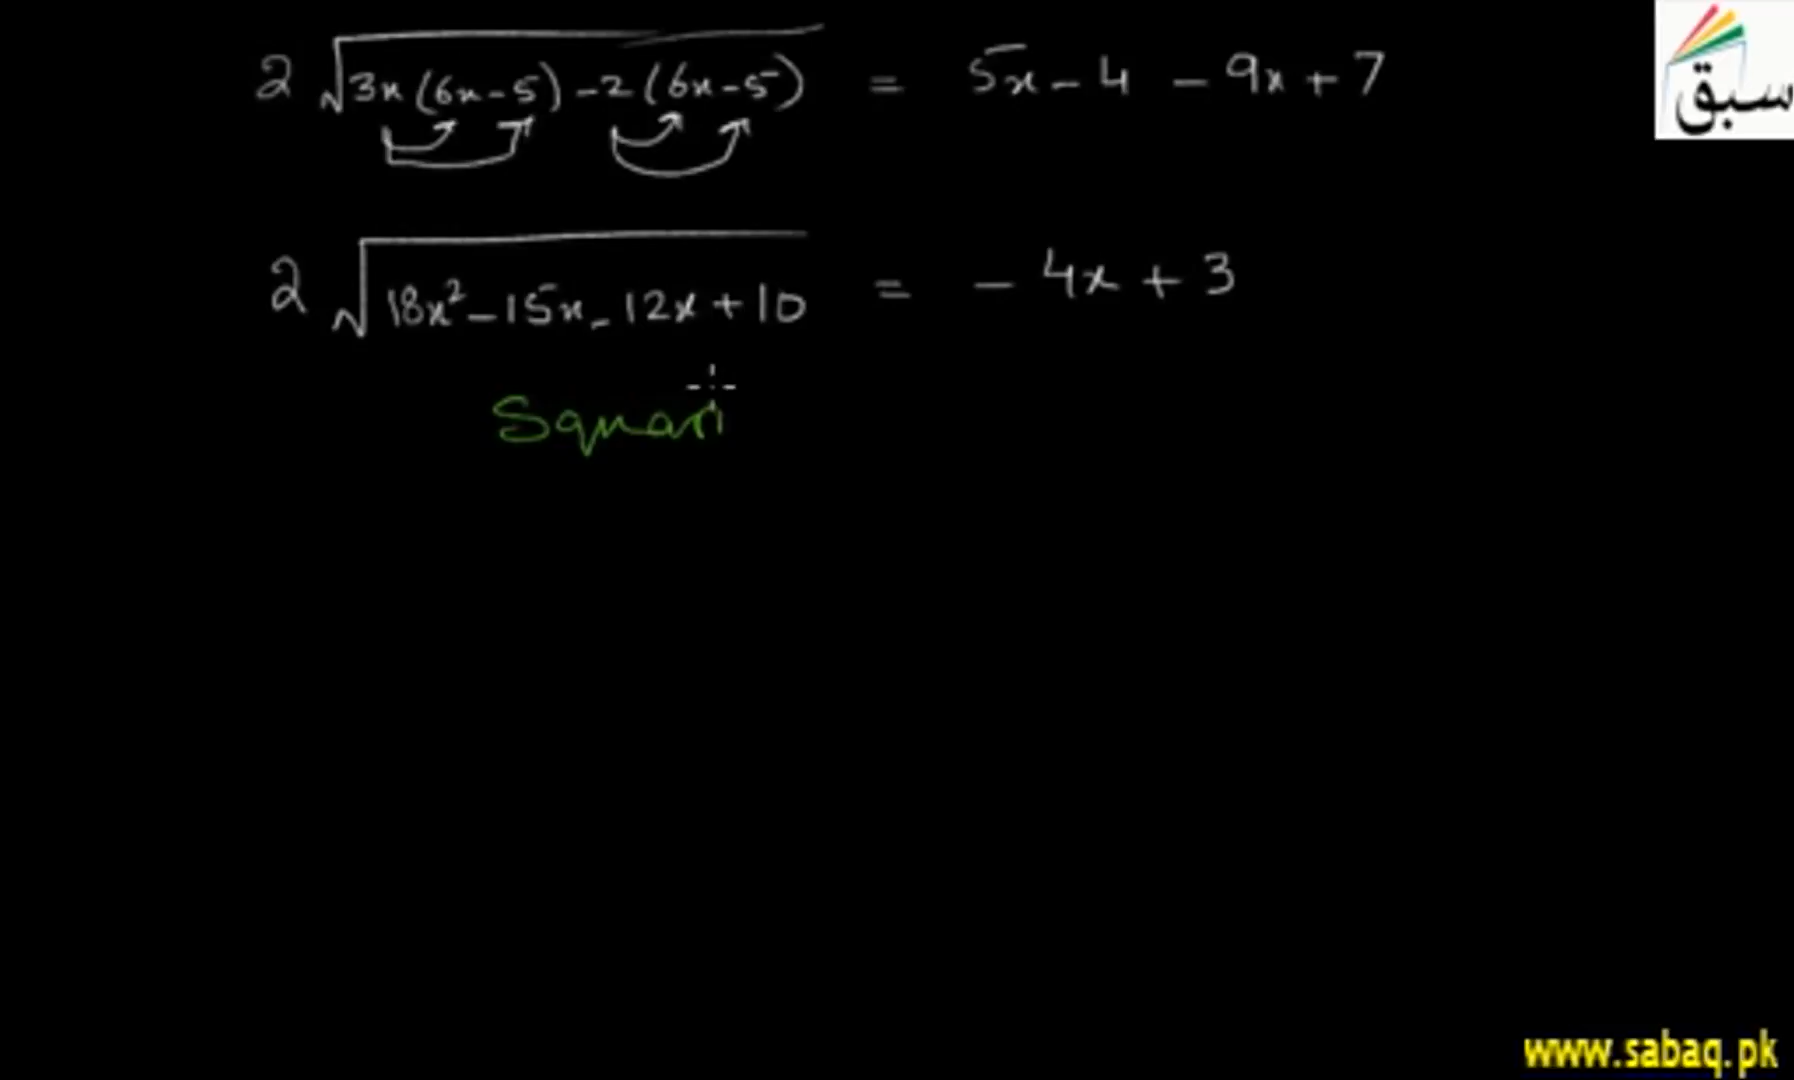 سبق
2√(3x(6x-5)-2(6x-5)) = 5x-4-9x+7
2√(18x²-15x-12x+10) = -4x+3
Squari
www.sabaq.pk